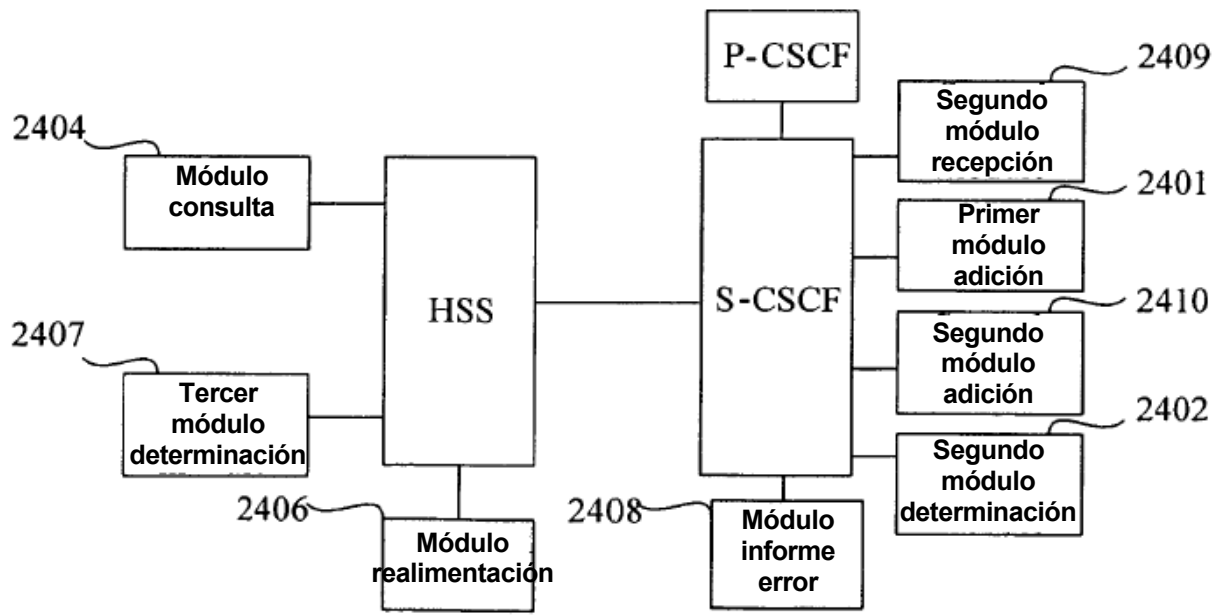 P-CSCF
2409
Segundo
módulo
recepción
2404
Módulo
consulta
2401
Primer
módulo
adición
HSS
S-CSCF
2410
Segundo
módulo
adición
2407
Tercer
módulo
determinación
2402
Segundo
módulo
determinación
2406
Módulo
realimentación
2408
Módulo
informe
error